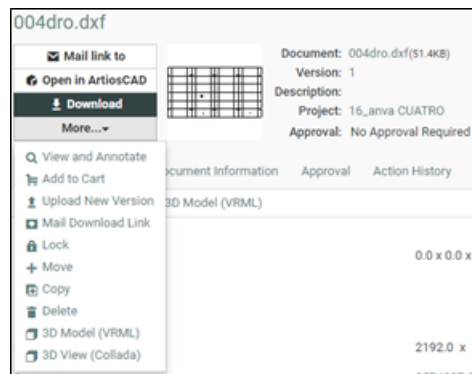 004dro.dxf
Mail link to
Open in ArtiosCAD
Download
More...
View and Annotate
Add to Cart
Upload New Version
Mail Download Link
Lock
Move
Copy
Delete
3D Model (VRML)
3D View (Collada)
Document: 004dro.dxf(51.4KB)
Version: 1
Description:
Project: 16_anva CUATRO
Approval: No Approval Required
ocument Information Approval Action History
3D Model (VRML)
0.0 x 0.0 x
2192.0 x